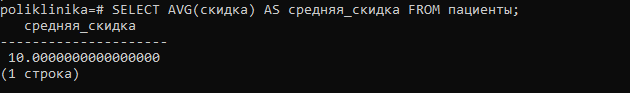 poliklinika=# SELECT AVG(скидка) AS средняя_скидка FROM пациенты;
средняя_скидка
---------------------
10.0000000000000000
(1 строка)